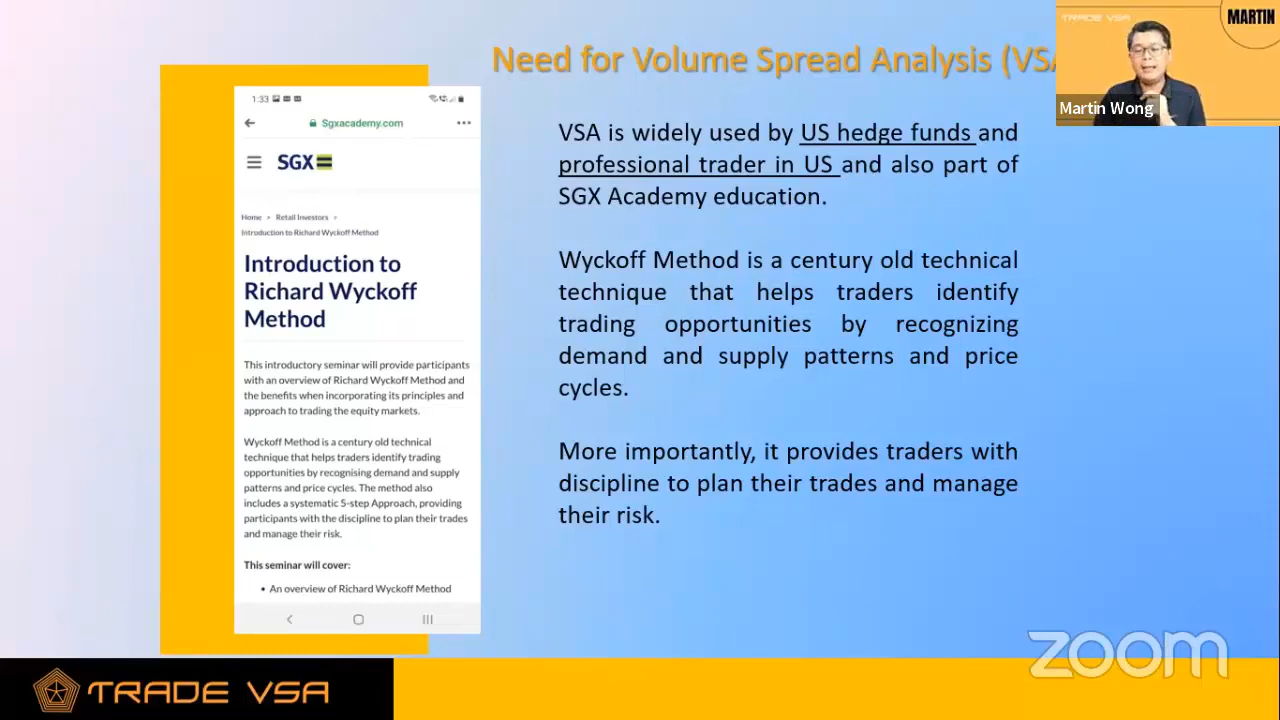 Need for Volume Spread Analysis (VSA
TRADE VSA
MARTIN
Martin Wong
1:33
Sgxacademy.com
SGX
Home > Retail Investors >
Introduction to Richard Wyckoff Method
Introduction to
Richard Wyckoff
Method
This introductory seminar will provide participants
with an overview of Richard Wyckoff Method and
the benefits when incorporating its principles and
approach to trading the equity markets.
Wyckoff Method is a century old technical
technique that helps traders identify trading
opportunities by recognising demand and supply
patterns and price cycles. The method also
includes a systematic 5-step Approach, providing
participants with the discipline to plan their trades
and manage their risk.
This seminar will cover:
• An overview of Richard Wyckoff Method
VSA is widely used by US hedge funds and
professional trader in US and also part of
SGX Academy education.
Wyckoff Method is a century old technical
technique that helps traders identify
trading opportunities by recognizing
demand and supply patterns and price
cycles.
More importantly, it provides traders with
discipline to plan their trades and manage
their risk.
zoom
TRADE VSA